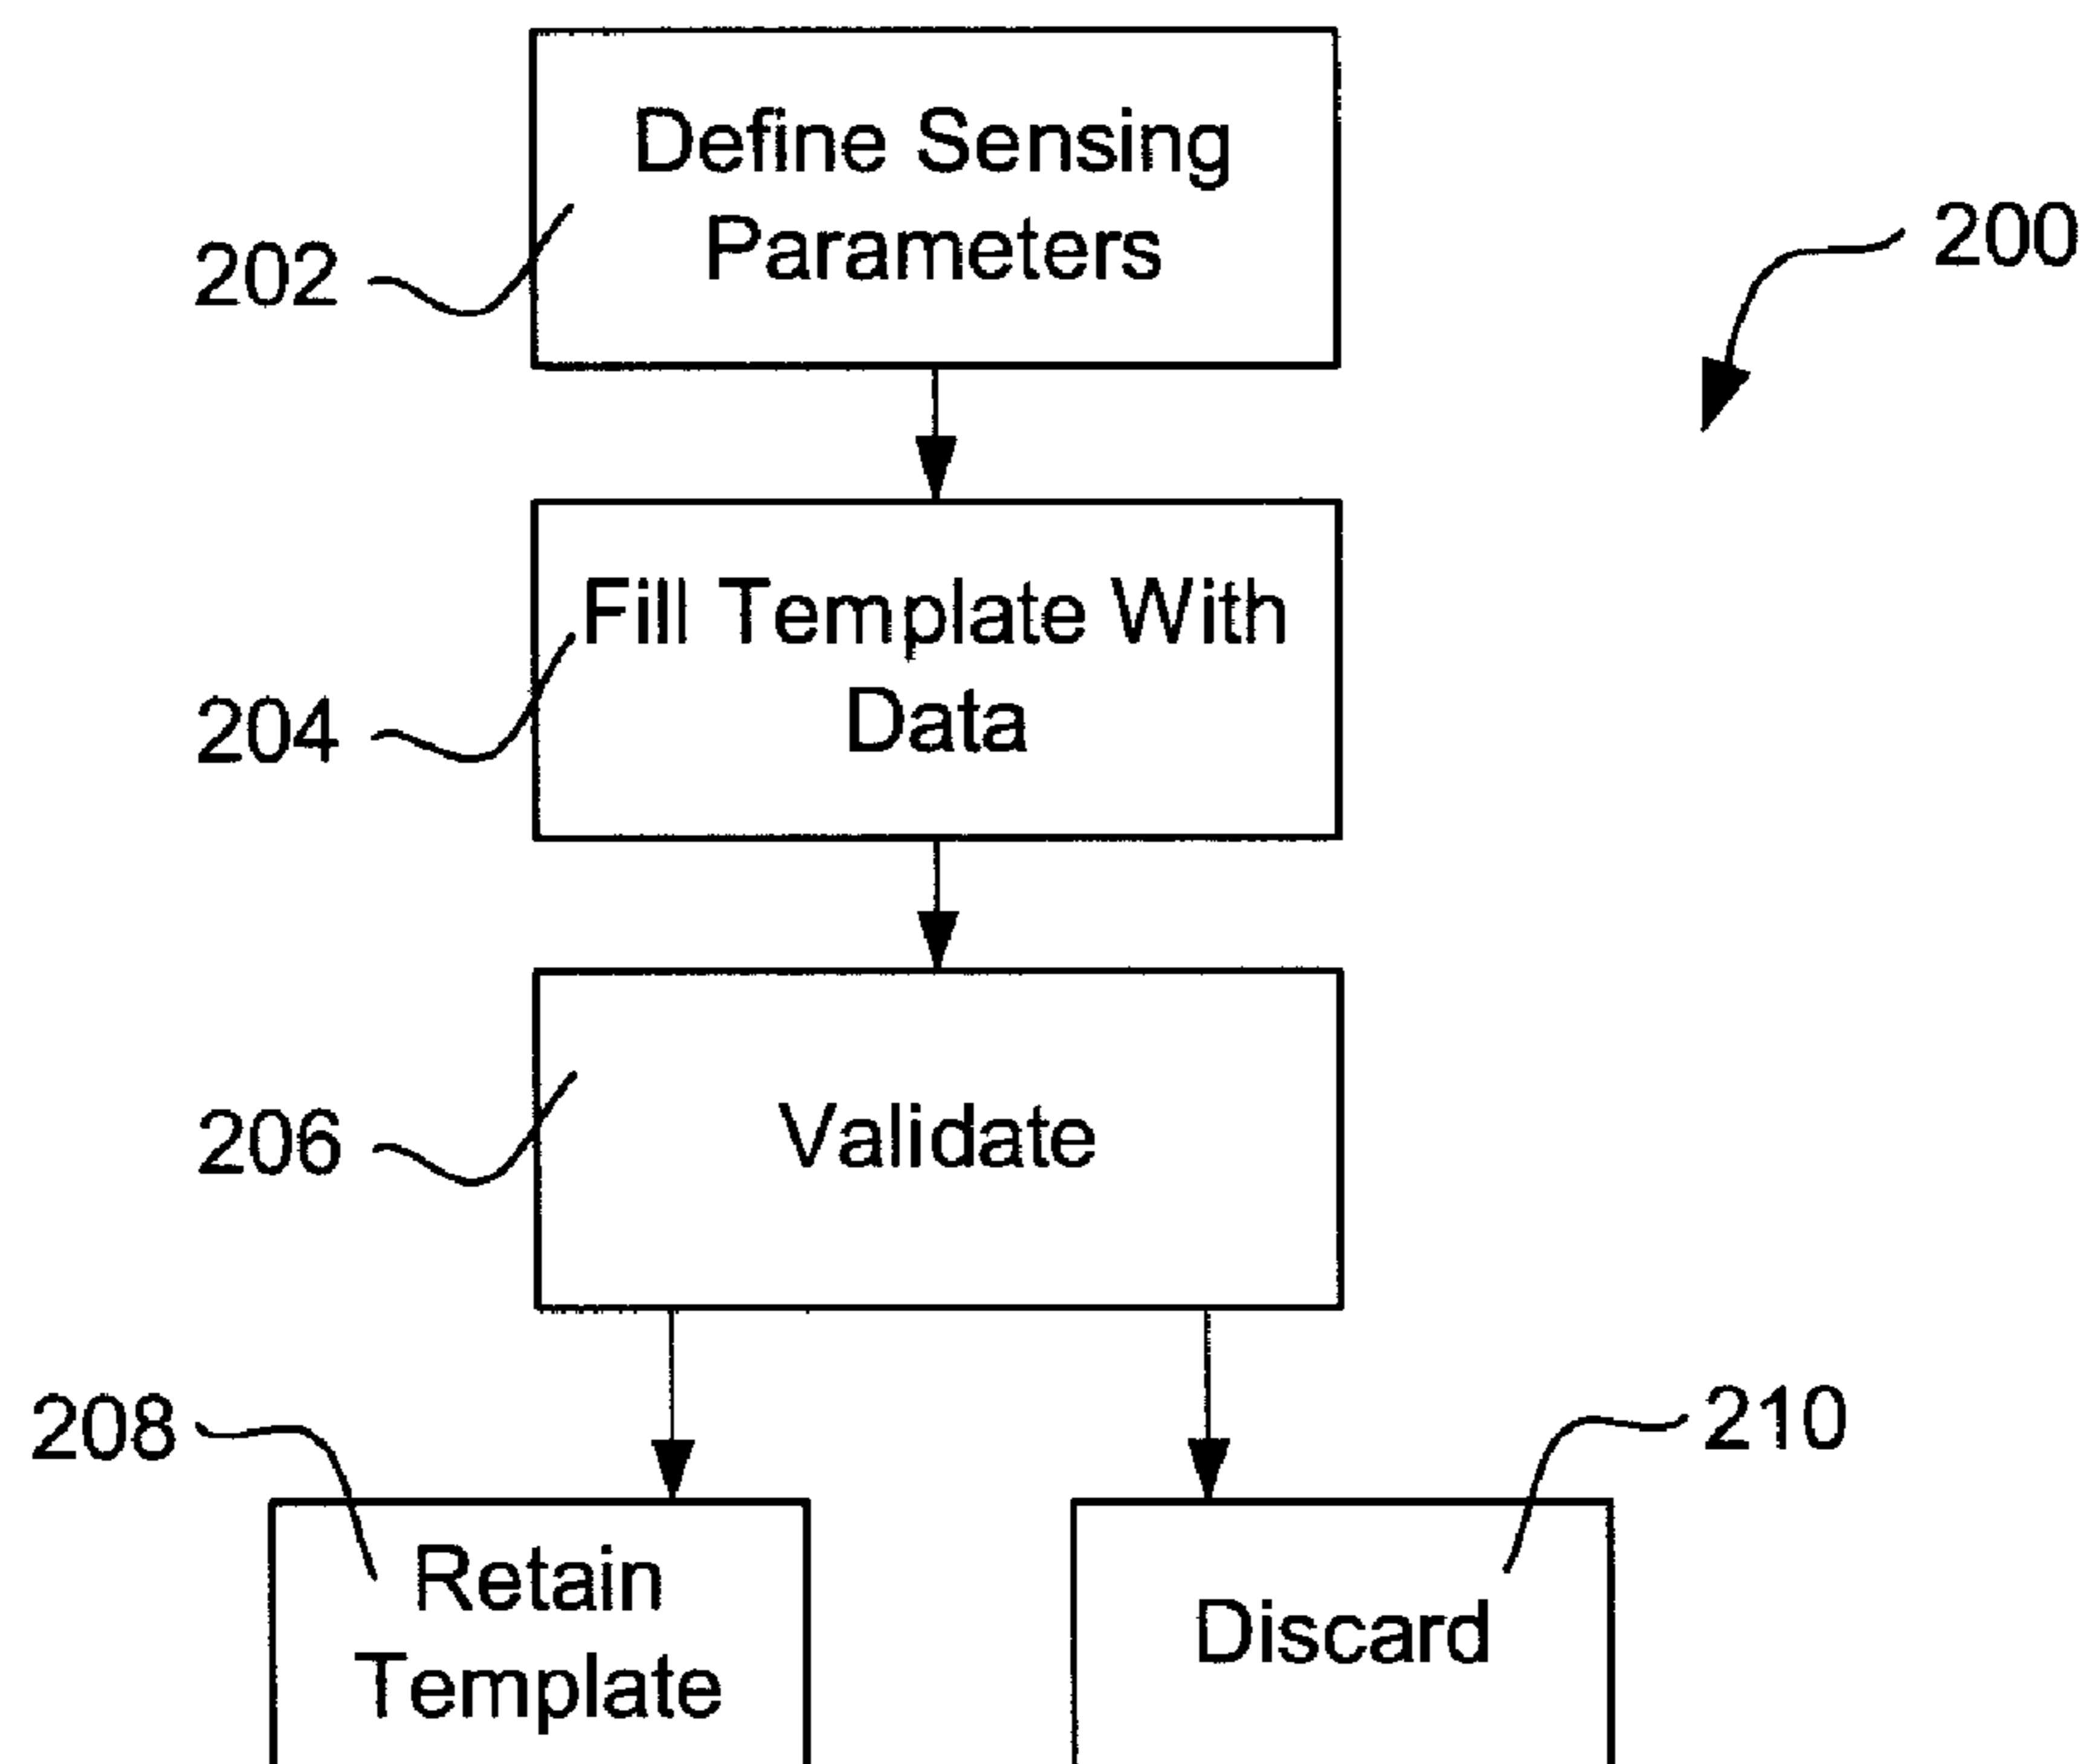 Define Sensing
Parameters
200
202
Fill Template With
Data
204
Validate
206
208
210
Retain
Template
Discard